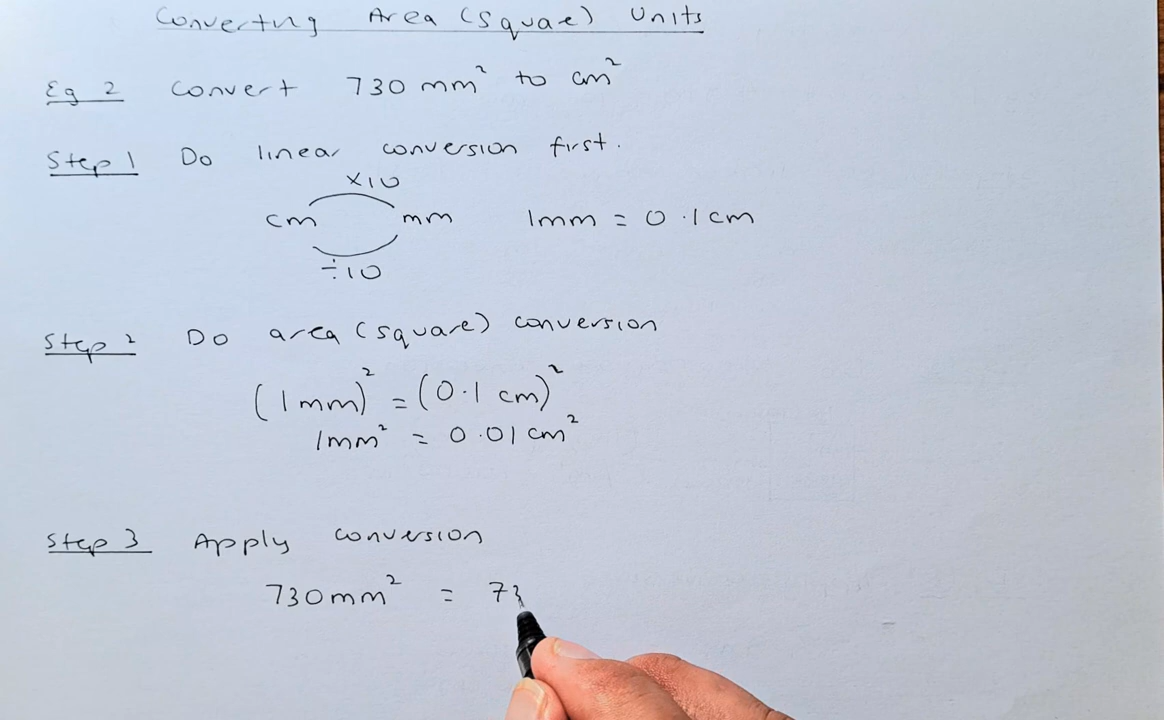 Converting Area (Square) Units
Eg 2 Convert 730 mm² to cm²
Step 1 Do linear conversion first.
×10
cm mm 1mm = 0.1cm
÷10
Step 2 Do area (square) conversion
(1mm)² = (0.1 cm)²
1mm² = 0.01 cm²
Step 3 Apply conversion
730mm² = 73